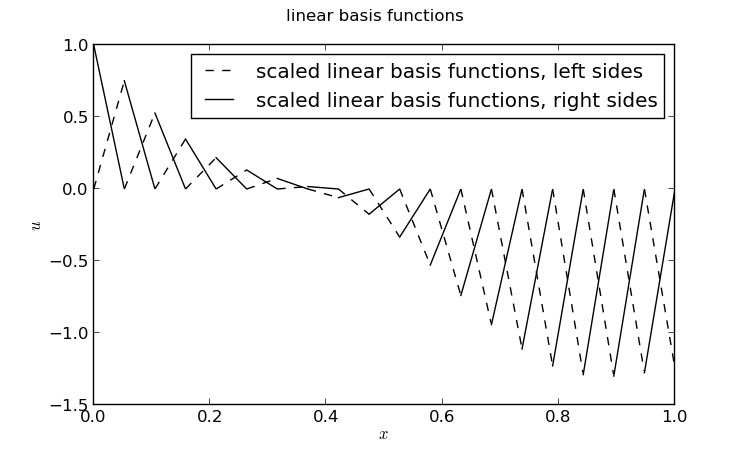 linear basis functions
1.0
scaled linear basis functions, left sides
scaled linear basis functions, right sides
0.5
0.0
u
−0.5
−1.0
−1.5
0.0 0.2 0.4 0.6 0.8 1.0
x